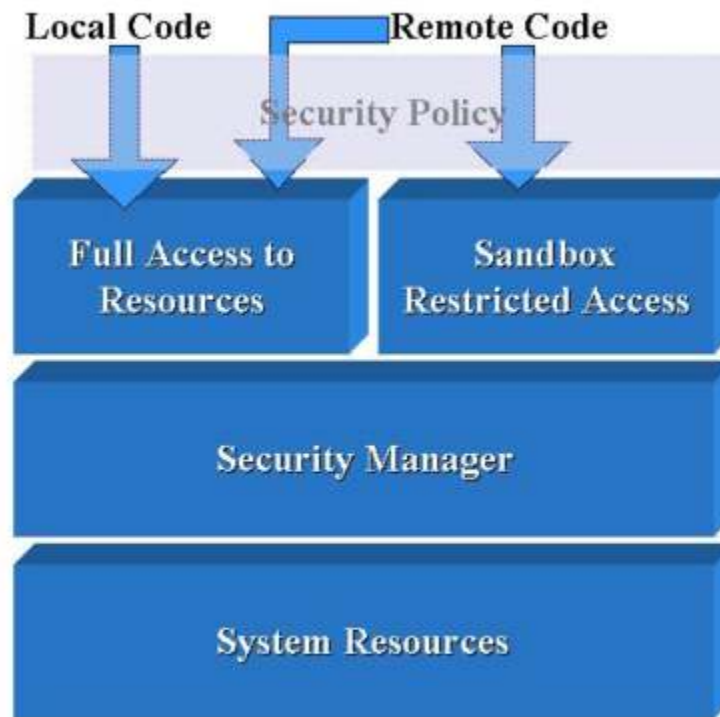 Local Code
Remote Code
Security Policy
Full Access to
Resources
Sandbox
Restricted Access
Security Manager
System Resources